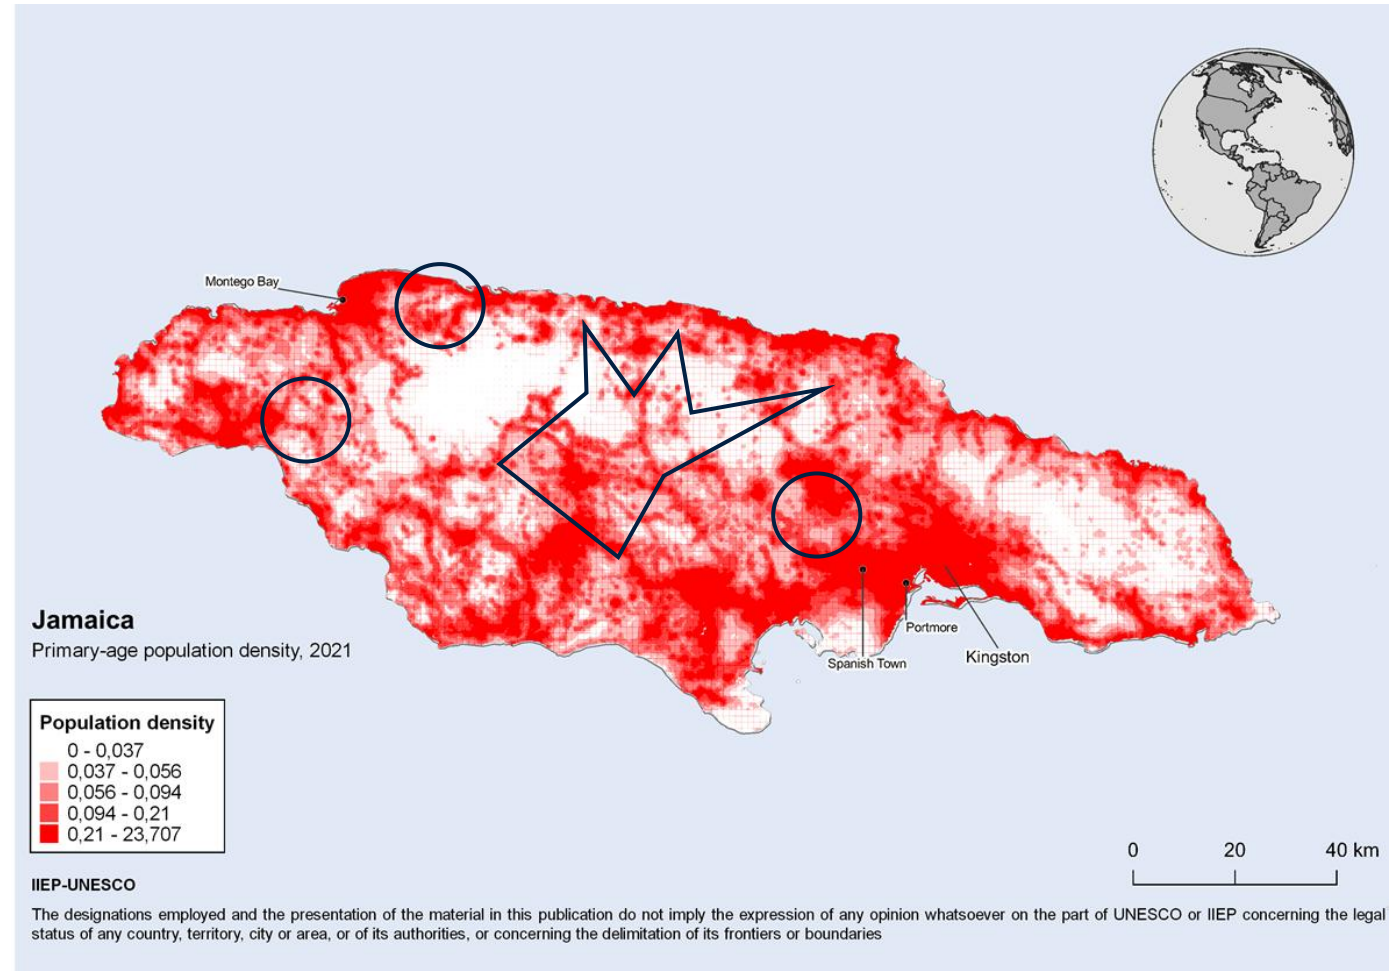 Montego Bay
Jamaica
Primary-age population density, 2021
Portmore
Spanish Town
Kingston
Population density
0 - 0,037
0,037 - 0,056
0,056 - 0,094
0,094 - 0,21
0,21 - 23,707
0 20 40 km
IIEP-UNESCO
The designations employed and the presentation of the material in this publication do not imply the expression of any opinion whatsoever on the part of UNESCO or IIEP concerning the legal
status of any country, territory, city or area, or of its authorities, or concerning the delimitation of its frontiers or boundaries